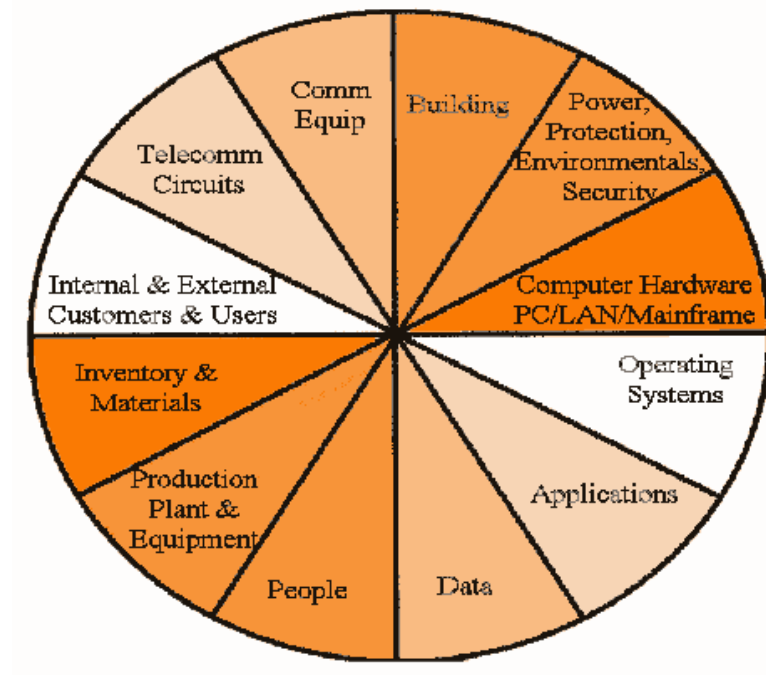 Comm
Equip
Building
Power,
Protection,
Environmentals,
Security
Computer Hardware
PC/LAN/Mainframe
Operating
Systems
Applications
Data
People
Production
Plant &
Equipment
Inventory &
Materials
Internal & External
Customers & Users
Telecomm
Circuits